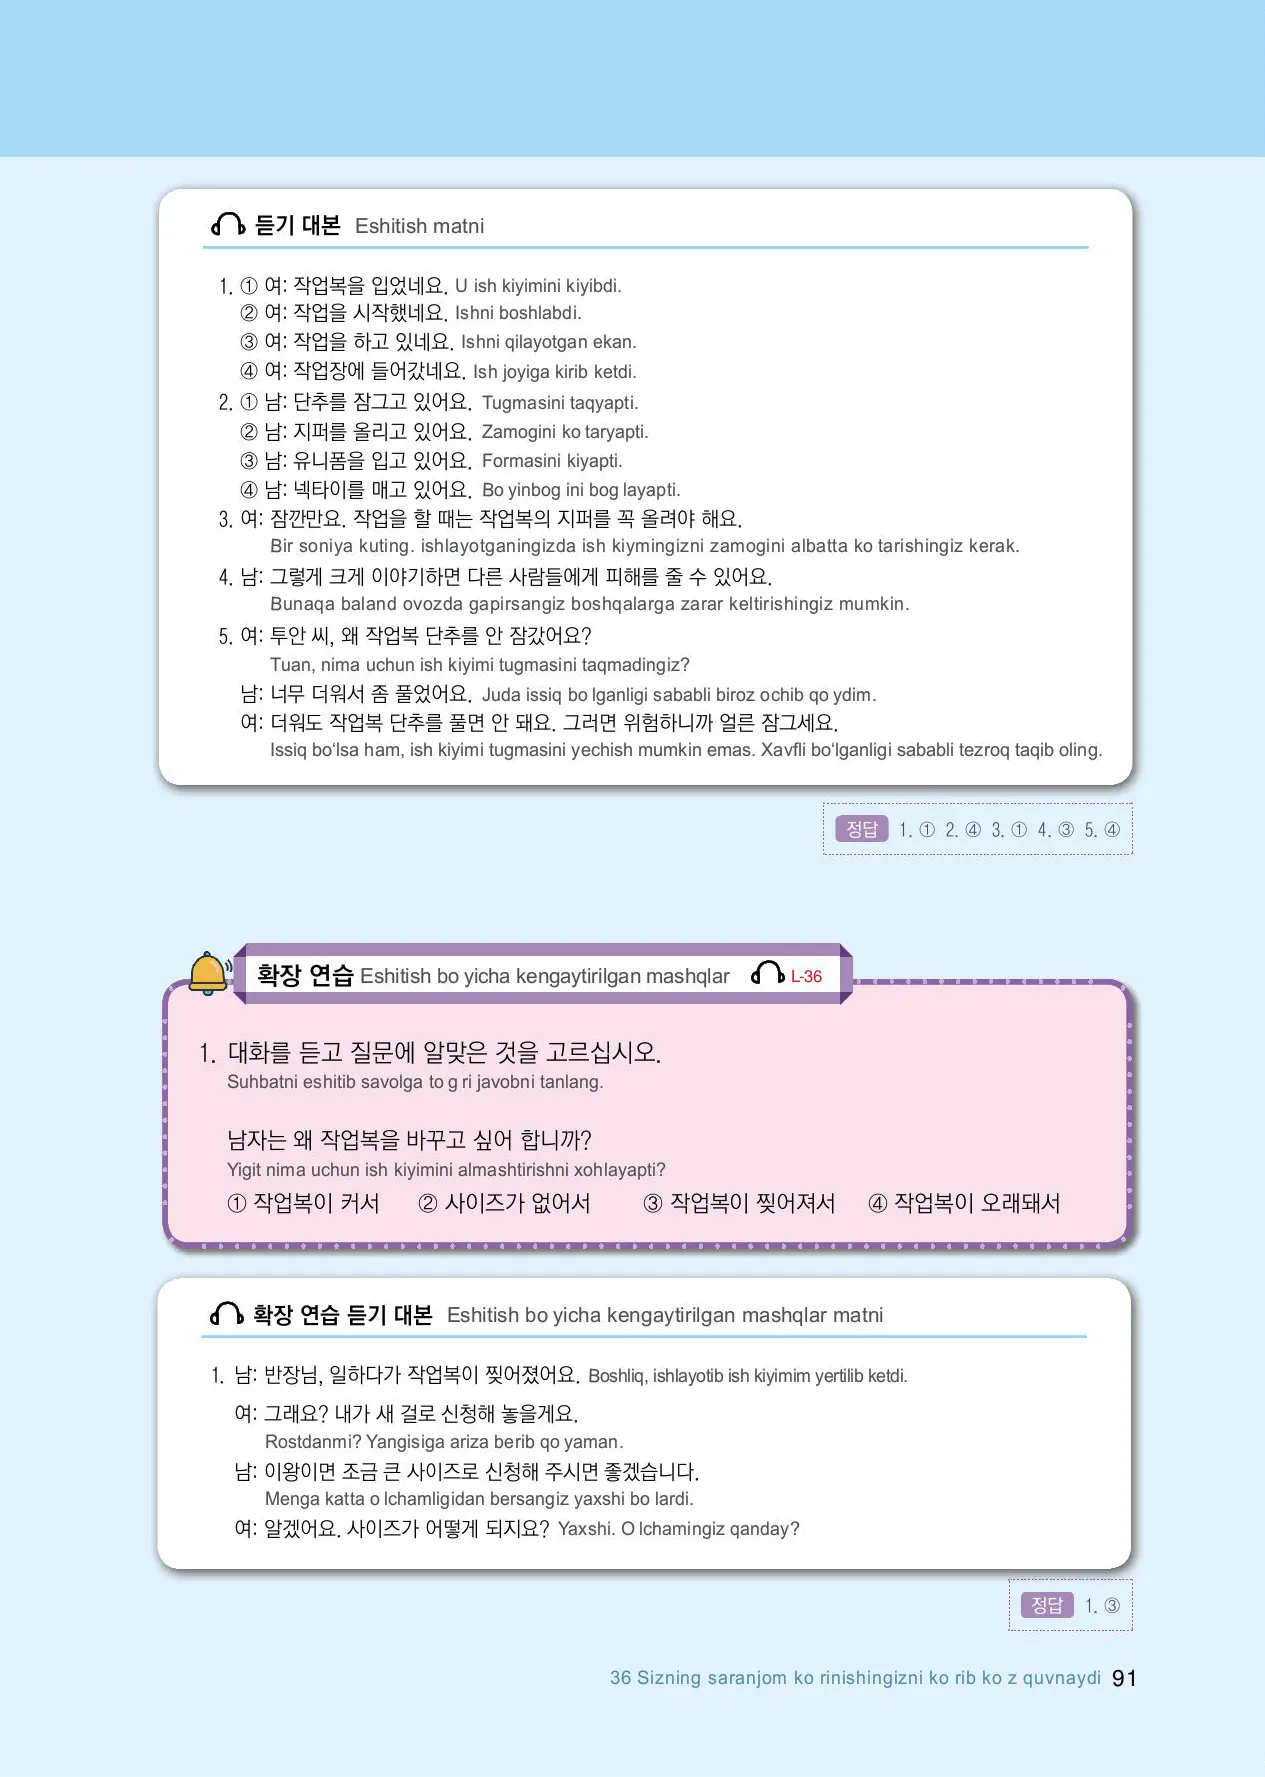 듣기 대본 Eshitish matni
1. ① 여: 작업복을 입었네요. U ish kiyimini kiyibdi.
② 여: 작업을 시작했네요. Ishni boshlabdi.
③ 여: 작업을 하고 있네요. Ishni qilayotgan ekan.
④ 여: 작업장에 들어갔네요. Ish joyiga kirib ketdi.
2. ① 남: 단추를 잠그고 있어요. Tugmasini taqyapti.
② 남: 지퍼를 올리고 있어요. Zamogini ko taryapti.
③ 남: 유니폼을 입고 있어요. Formasini kiyapti.
④ 남: 넥타이를 매고 있어요. Bo yinbog ini bog layapti.
3. 여: 잠깐만요. 작업을 할 때는 작업복의 지퍼를 꼭 올려야 해요.
Bir soniya kuting. ishlayotganingizda ish kiymingizni zamogini albatta ko tarishingiz kerak.
4. 남: 그렇게 크게 이야기하면 다른 사람들에게 피해를 줄 수 있어요.
Bunaqa baland ovozda gapirsangiz boshqalarga zarar keltirishingiz mumkin.
5. 여: 투안 씨, 왜 작업복 단추를 안 잠갔어요?
Tuan, nima uchun ish kiyimi tugmasini taqmadingiz?
남: 너무 더워서 좀 풀었어요. Juda issiq bo lganligi sababli biroz ochib qo ydim.
여: 더워도 작업복 단추를 풀면 안 돼요. 그러면 위험하니까 얼른 잠그세요.
Issiq bo‘lsa ham, ish kiyimi tugmasini yechish mumkin emas. Xavfli bo‘lganligi sababli tezroq taqib oling.
정답 1. ① 2. ④ 3. ① 4. ③ 5. ④
확장 연습 Eshitish bo yicha kengaytirilgan mashqlar L-36
1. 대화를 듣고 질문에 알맞은 것을 고르십시오.
Suhbatni eshitib savolga to g ri javobni tanlang.
남자는 왜 작업복을 바꾸고 싶어 합니까?
Yigit nima uchun ish kiyimini almashtirishni xohlayapti?
① 작업복이 커서 ② 사이즈가 없어서 ③ 작업복이 찢어져서 ④ 작업복이 오래돼서
확장 연습 듣기 대본 Eshitish bo yicha kengaytirilgan mashqlar matni
1. 남: 반장님, 일하다가 작업복이 찢어졌어요. Boshliq, ishlayotib ish kiyimim yertilib ketdi.
여: 그래요? 내가 새 걸로 신청해 놓을게요.
Rostdanmi? Yangisiga ariza berib qo yaman.
남: 이왕이면 조금 큰 사이즈로 신청해 주시면 좋겠습니다.
Menga katta o lchamligidan bersangiz yaxshi bo lardi.
여: 알겠어요. 사이즈가 어떻게 되지요? Yaxshi. O lchamingiz qanday?
정답 1. ③
36 Sizning saranjom ko rinishingizni ko rib ko z quvnaydi 91